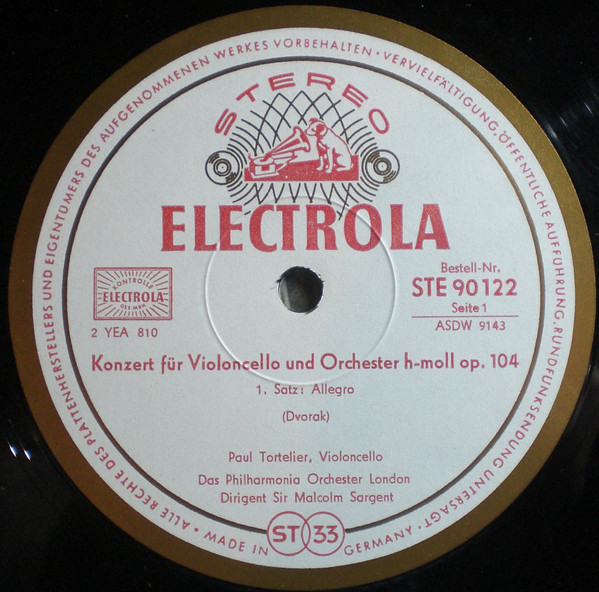 ALLE RECHTE DES PLATTENHERSTELLERS UND EIGENTÜMERS DES AUFGENOMMENEN WERKES VORBEHALTEN • VERVIELFÄLTIGUNG, ÖFFENTLICHE AUFFÜHRUNG, RUNDFUNKSENDUNG UNTERSAGT •
STEREO
ELECTROLA
KONTROLLE
ELECTROLA
GES MBH
2 YEA 810
Bestell-Nr.
STE 90122
Seite 1
ASDW 9143
Konzert für Violoncello und Orchester h-moll op. 104
1. Satz: Allegro
(Dvorak)
Paul Tortelier, Violoncello
Das Philharmonia Orchester London
Dirigent Sir Malcolm Sargent
MADE IN GERMANY
ST 33